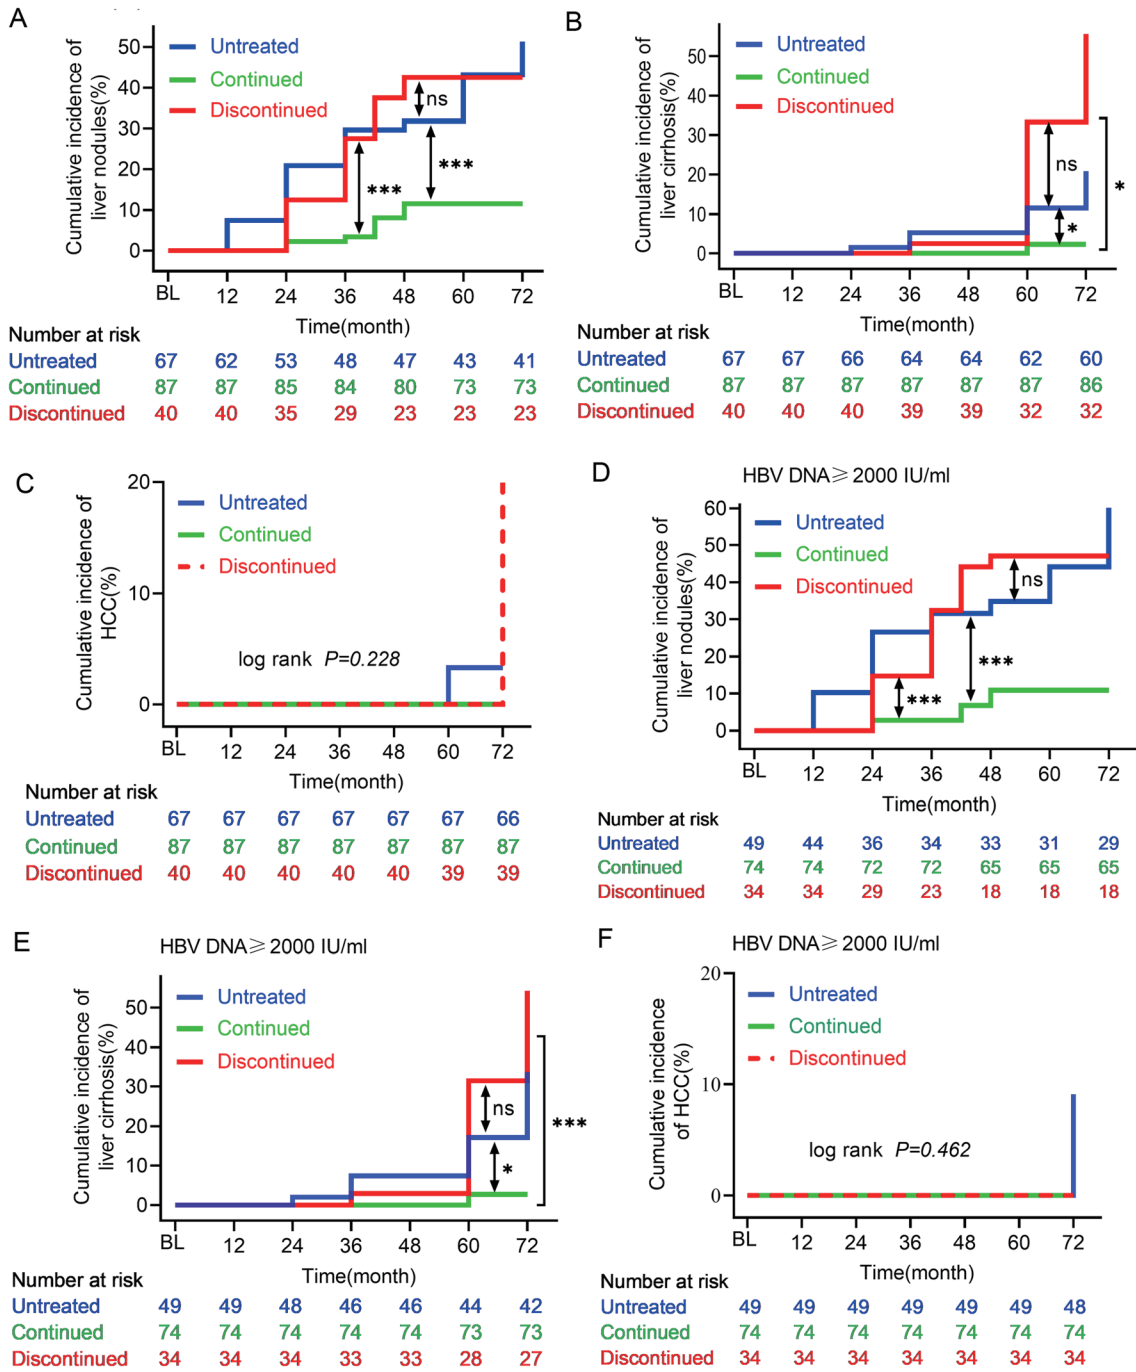 A
Cumulative incidence of
liver nodules(%)
50
40
30
20
10
0
Untreated
Continued
Discontinued
ns
***
***
BL 12 24 36 48 60 72
Time(month)
Number at risk
Untreated 67 62 53 48 47 43 41
Continued 87 87 85 84 80 73 73
Discontinued 40 40 35 29 23 23 23
B
Cumulative incidence of
liver cirrhosis(%)
50
40
30
20
10
0
Untreated
Continued
Discontinued
ns
*
*
BL 12 24 36 48 60 72
Time(month)
Number at risk
Untreated 67 67 66 64 64 62 60
Continued 87 87 87 87 87 87 86
Discontinued 40 40 40 39 39 32 32
C
Cumulative incidence of
HCC(%)
20
10
0
Untreated
Continued
Discontinued
log rank P=0.228
BL 12 24 36 48 60 72
Time(month)
Number at risk
Untreated 67 67 67 67 67 67 66
Continued 87 87 87 87 87 87 87
Discontinued 40 40 40 40 40 39 39
D
HBV DNA≥ 2000 IU/ml
Cumulative incidence of
liver nodules(%)
60
50
40
30
20
10
0
Untreated
Continued
Discontinued
ns
***
***
BL 12 24 36 48 60 72
Time(month)
Number at risk
Untreated 49 44 36 34 33 31 29
Continued 74 74 72 72 65 65 65
Discontinued 34 34 29 23 18 18 18
E
HBV DNA≥ 2000 IU/ml
Cumulative incidence of
liver cirrhosis(%)
50
40
30
20
10
0
Untreated
Continued
Discontinued
ns
*
***
BL 12 24 36 48 60 72
Time(month)
Number at risk
Untreated 49 49 48 46 46 44 42
Continued 74 74 74 74 74 73 73
Discontinued 34 34 34 33 33 28 27
F
HBV DNA≥ 2000 IU/ml
Cumulative incidence
of HCC(%)
20
10
0
Untreated
Continued
Discontinued
log rank P=0.462
BL 12 24 36 48 60 72
Time(month)
Number at risk
Untreated 49 49 49 49 49 49 48
Continued 74 74 74 74 74 74 74
Discontinued 34 34 34 34 34 34 34